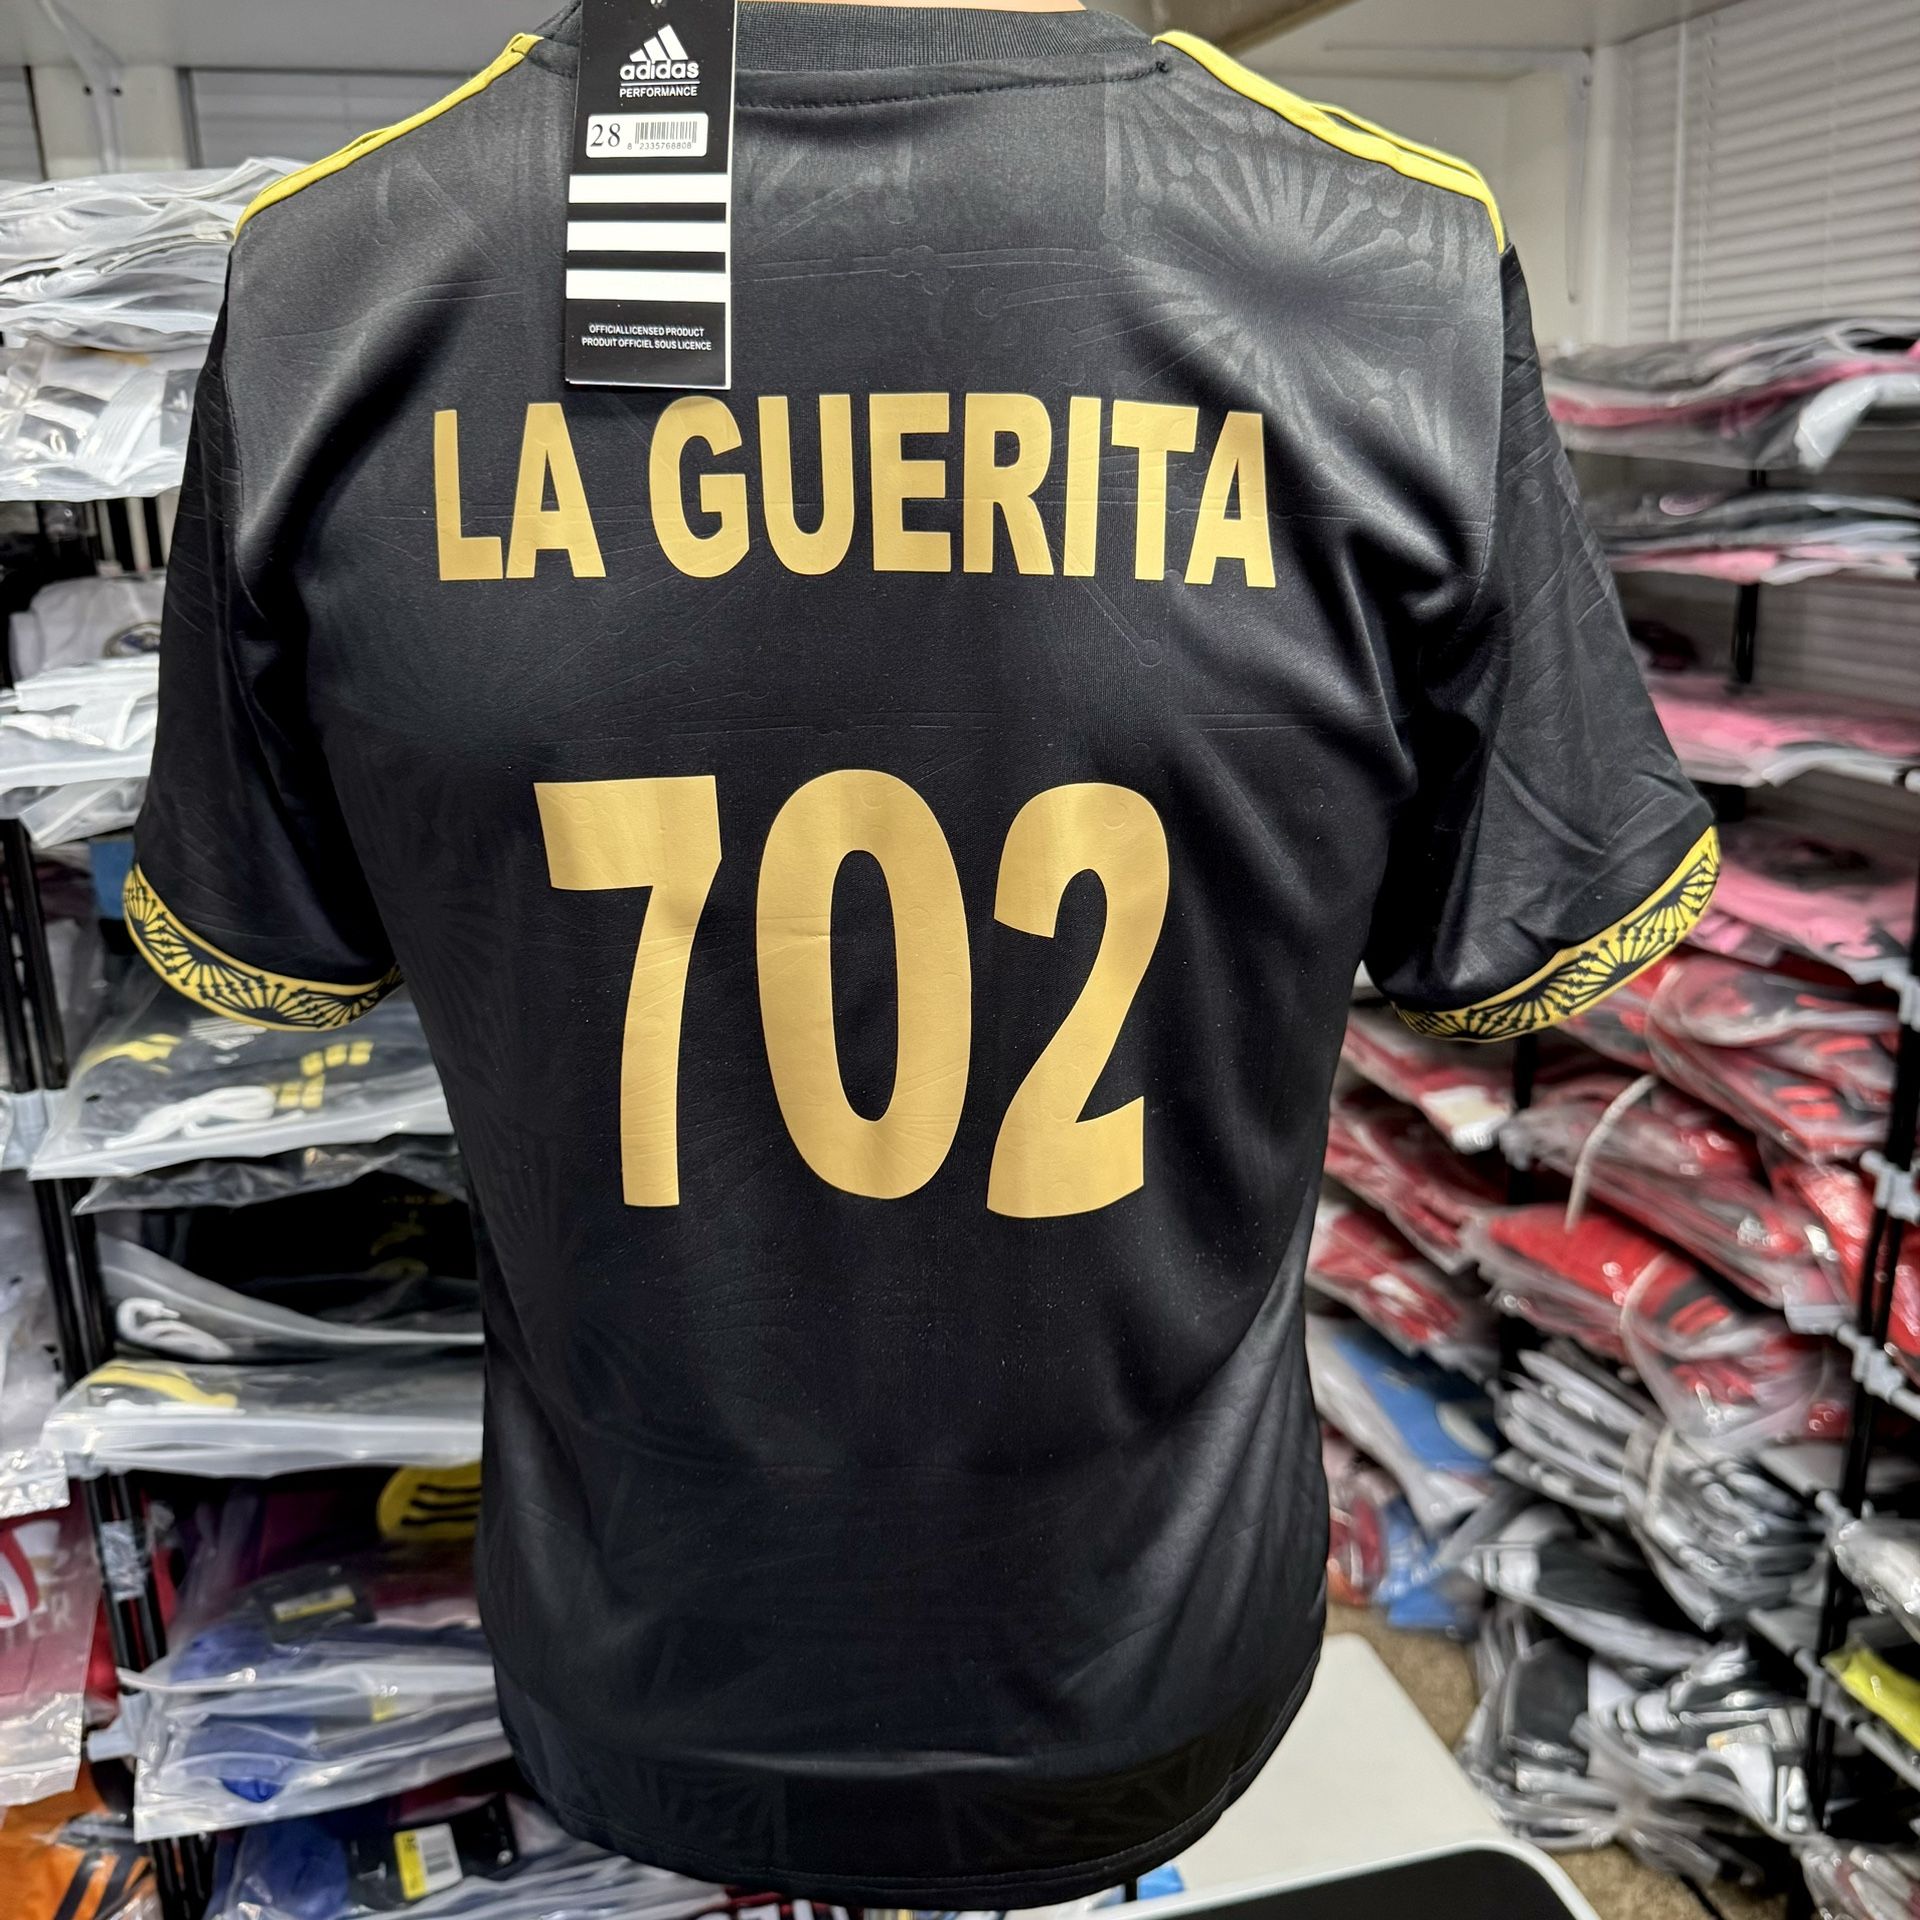 adidas
PERFORMANCE
28
8 2335768808
OFFICIALLICENSED PRODUCT
PRODUIT OFFICIEL SOUS LICENCE
LA GUERITA
702